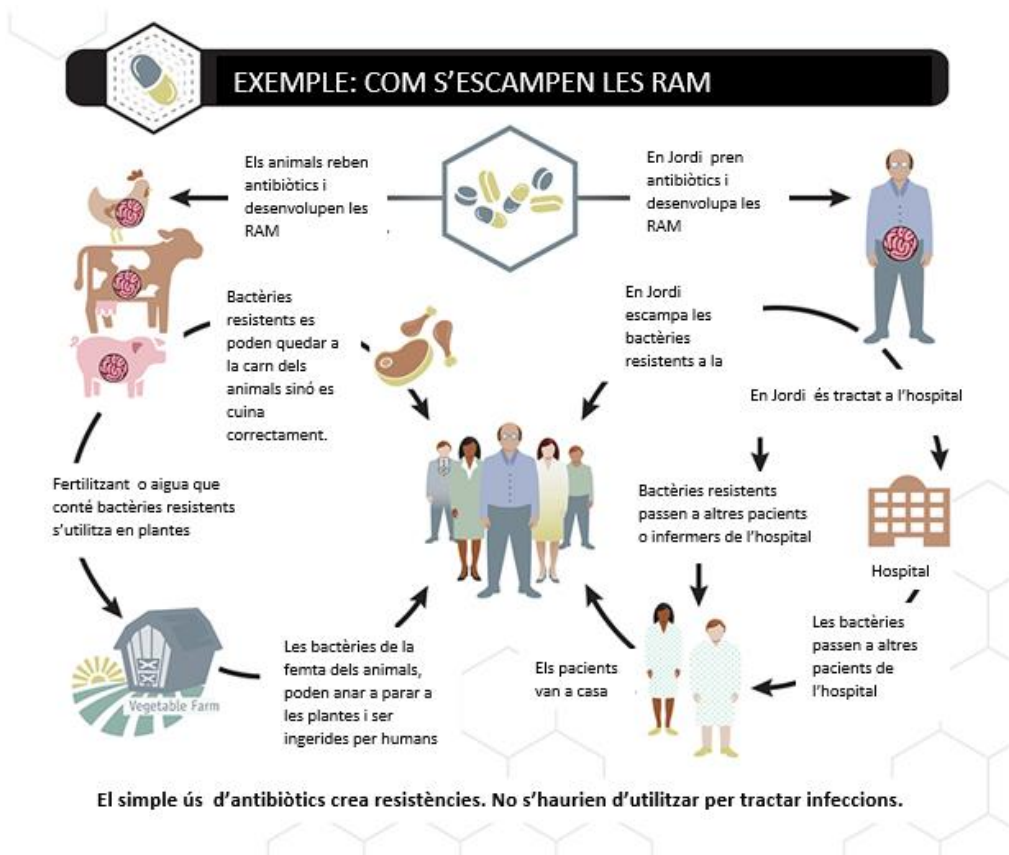 EXEMPLE: COM S'ESCAMPEN LES RAM
Els animals reben
antibiòtics i
desenvolupen les
RAM
En Jordi pren
antibiòtics i
desenvolupa les
RAM
Bactèries
resistents es
poden quedar a
la carn dels
animals sinó es
cuina
correctament.
En Jordi
escampa les
bactèries
resistents a la
En Jordi és tractat a l'hospital
Fertilitzant o aigua que
conté bactèries resistents
s'utilitza en plantes
Bactèries resistents
passen a altres pacients
o infermers de l'hospital
Hospital
Vegetable Farm
Les bactèries de la
femta dels animals,
poden anar a parar a
les plantes i ser
ingerides per humans
Els pacients
van a casa
Les bactèries
passen a altres
pacients de
l'hospital
El simple ús d'antibiòtics crea resistències. No s'haurien d'utilitzar per tractar infeccions.